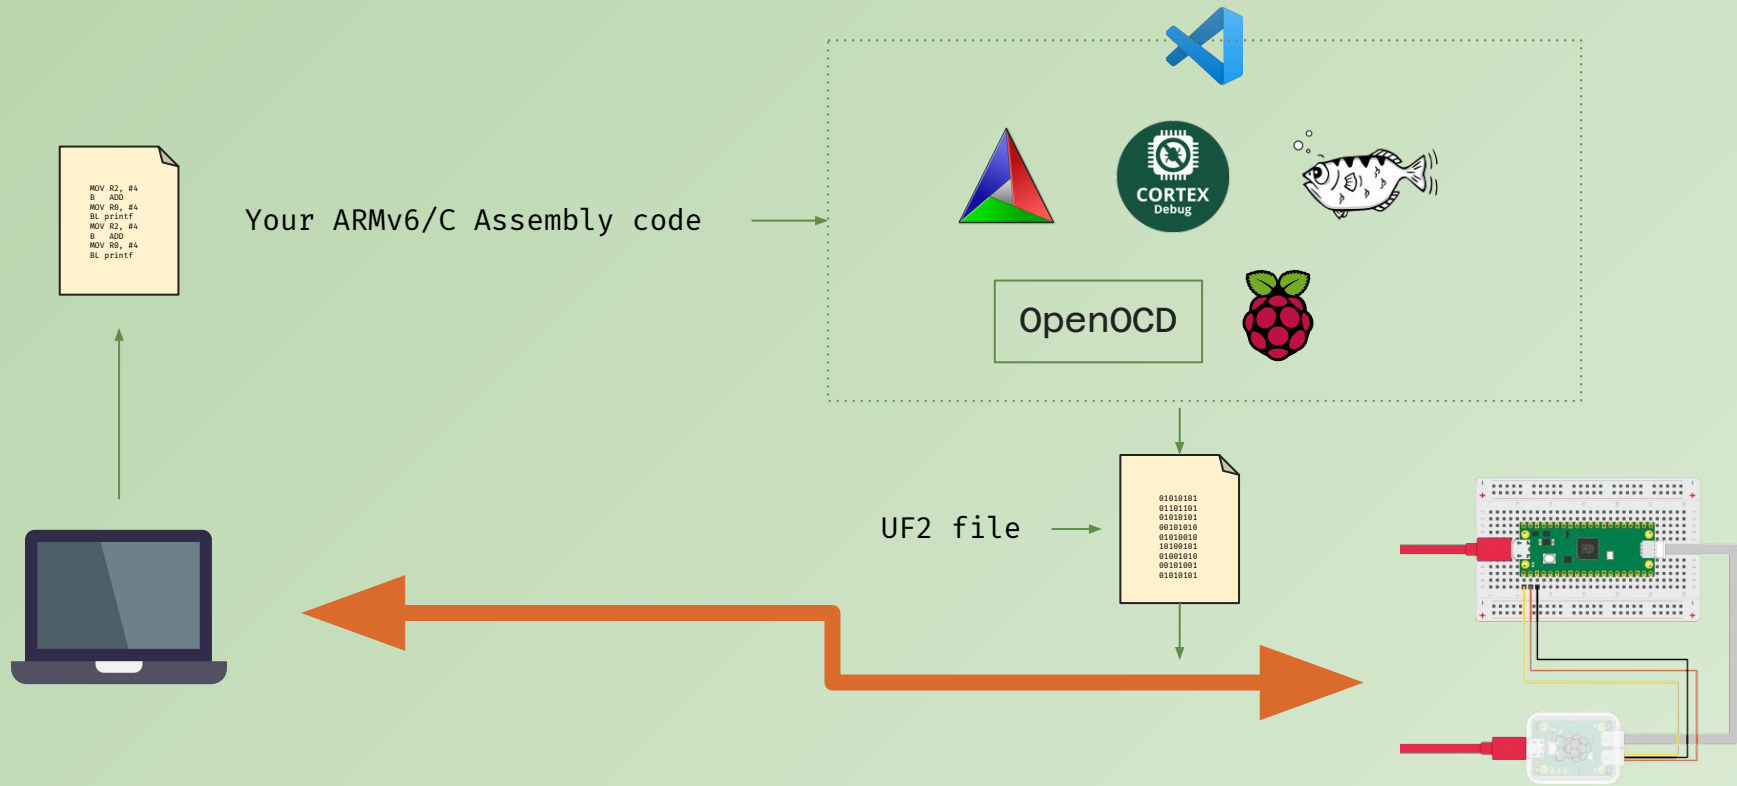 MOV R2, #4
B ADD
MOV R0, #4
BL printf
MOV R2, #4
B ADD
MOV R0, #4
BL printf
Your ARMv6/C Assembly code
CORTEX
Debug
OpenOCD
UF2 file
01010101
01101101
01010101
00101010
01010010
10100101
01001010
00101001
01010101